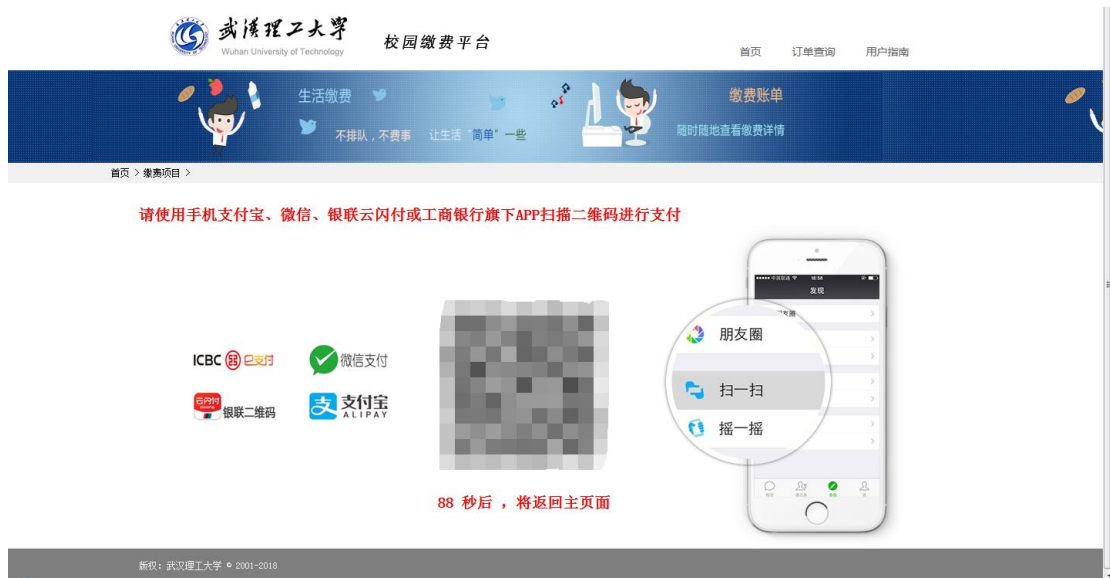 武汉理工大学
Wuhan University of Technology
校园缴费平台
首页 订单查询 用户指南
生活缴费
不排队，不费事 让生活“简单”一些
缴费账单
随时随地查看缴费详情
首页 > 缴费项目 >
请使用手机支付宝、微信、银联云闪付或工商银行旗下APP扫描二维码进行支付
ICBC e支付
微信支付
云闪付
银联二维码
支付宝
ALIPAY
发现
朋友圈
扫一扫
摇一摇
88 秒后 ，将返回主页面
版权：武汉理工大学 © 2001-2018